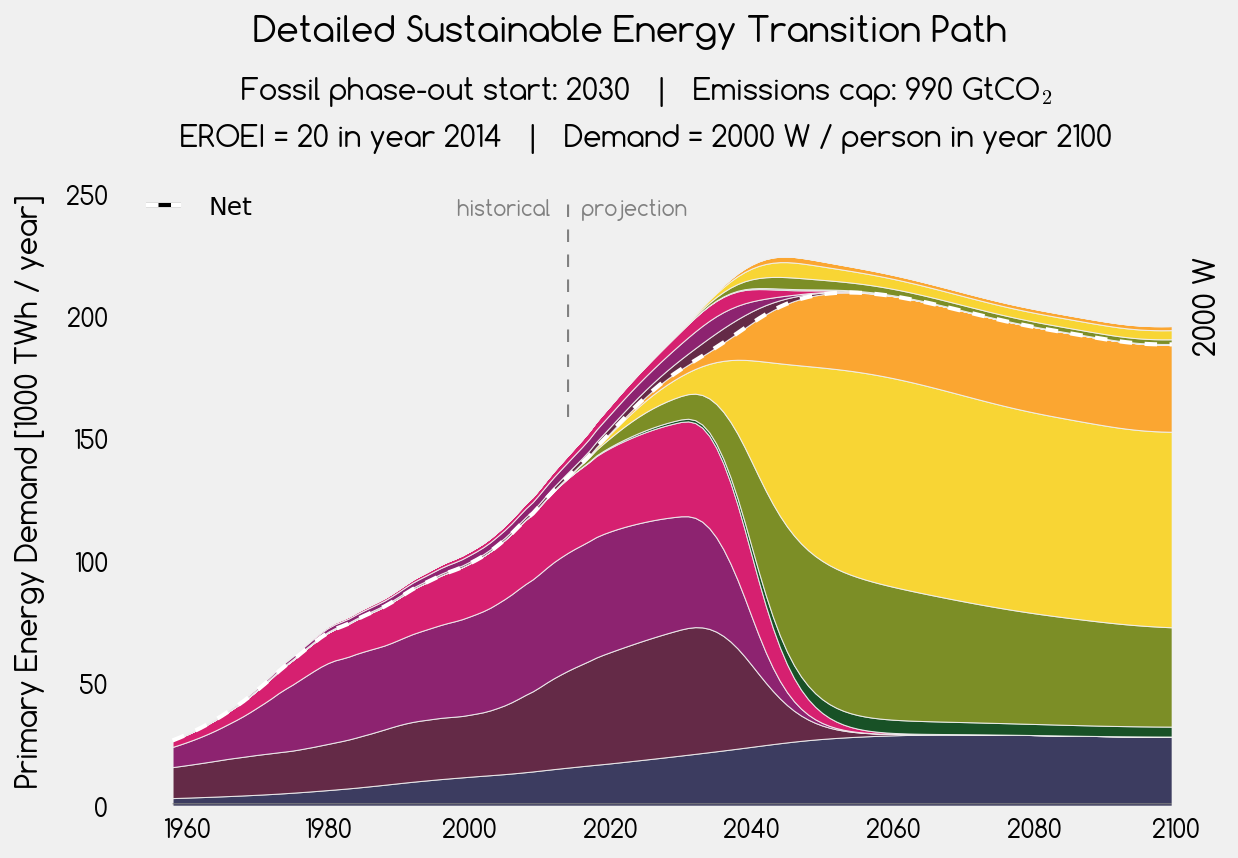 Detailed Sustainable Energy Transition Path
Fossil phase-out start: 2030 | Emissions cap: 990 GtCO₂
EROEI = 20 in year 2014 | Demand = 2000 W / person in year 2100
Primary Energy Demand [1000 TWh / year]
250
200
150
100
50
0
Net
historical
projection
2000 W
1960 1980 2000 2020 2040 2060 2080 2100